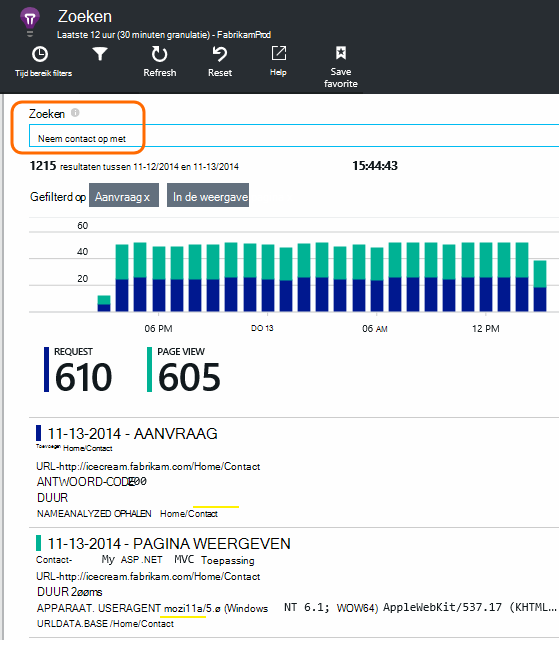 Zoeken
Laatste 12 uur (30 minuten granulatie) - FabrikamProd
Tijd bereik filters
Refresh
Reset
Help
Save favorite
Zoeken
Neem contact op met
1215 resultaten tussen 11-12/2014 en 11-13/2014 15:44:43
Gefilterd op Aanvraag x In de weergave
60
40
20
06 PM DO 13 06 AM 12 PM
REQUEST PAGE VIEW
610 605
11-13-2014 - AANVRAAG
Toevoegen Home/Contact
URL-http://icecream.fabrikam.com/Home/Contact
ANTWOORD-CODE 200
DUUR
NAMEANALYZED OPHALEN Home/Contact
11-13-2014 - PAGINA WEERGEVEN
Contact- My ASP .NET MVC Toepassing
URL-http://icecream.fabrikam.com/Home/Contact
DUUR 2øøms
APPARAAT. USERAGENT mozi11a/5.ø (Windows NT 6.1; WOW64) AppleWebKit/537.17 (KHTML...
URLDATA.BASE /Home/Contact